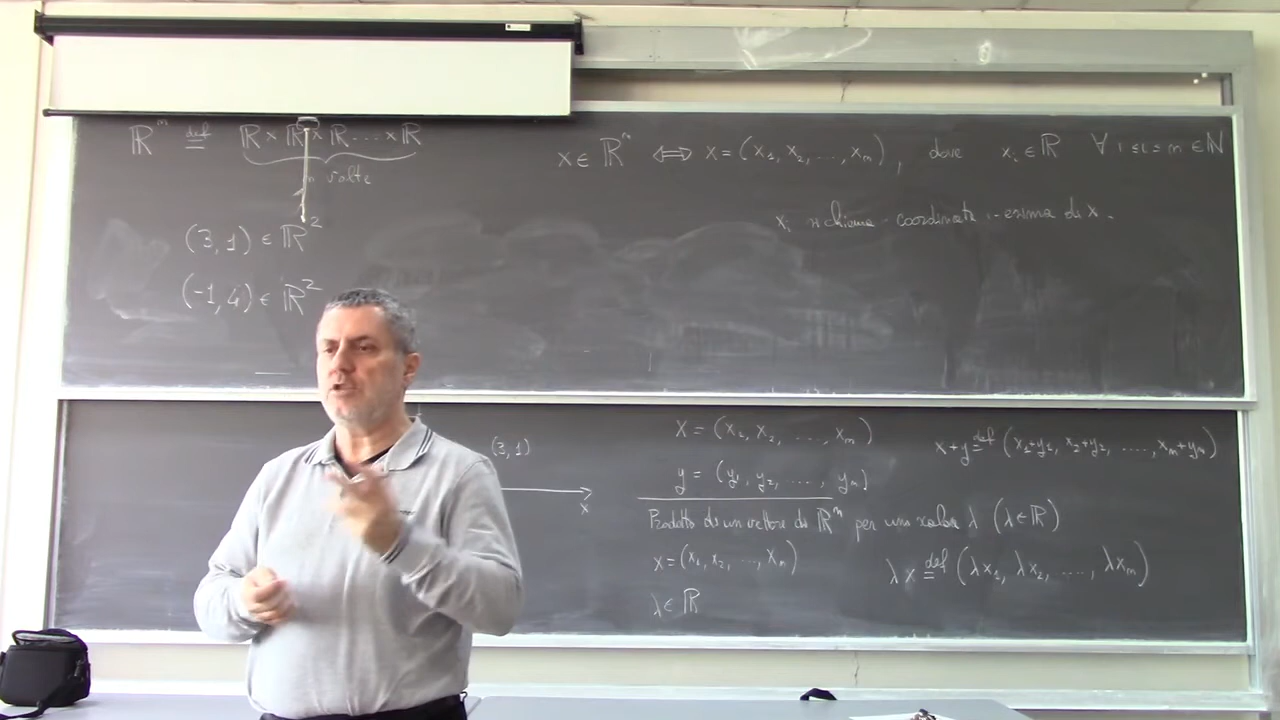 ℝⁿ ≝ ℝ × ℝ × ℝ ... × ℝ
n volte
(3,1) ∈ ℝ²
(-1,4) ∈ ℝ²
x ∈ ℝⁿ ⟺ x = (x₁, x₂, ..., xₙ), dove xᵢ ∈ ℝ ∀ 1 ≤ i ≤ n ∈ ℕ
xᵢ si chiama coordinata i-esima di x.
(3,1)
x
x = (x₁, x₂, ..., xₙ)
y = (y₁, y₂, ..., yₙ)
x+y ≝ (x₁+y₁, x₂+y₂, ...., xₙ+yₙ)
Prodotto di un vettore di ℝⁿ per uno scalare λ (λ∈ℝ)
x = (x₁, x₂, ..., xₙ)
λ ∈ ℝ
λx ≝ (λx₁, λx₂, ...., λxₙ)